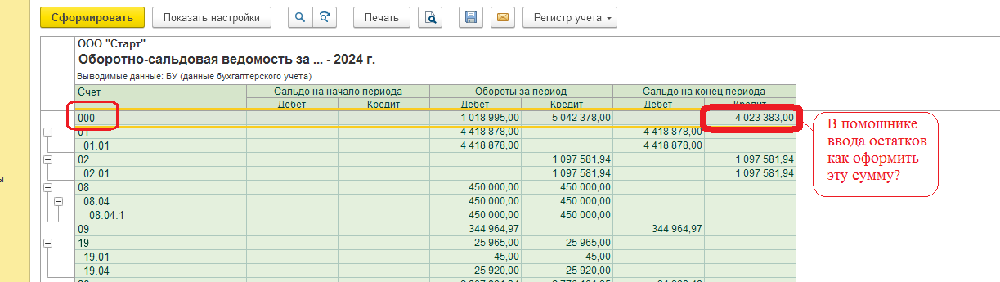 Сформировать Показать настройки Печать Регистр учета
ООО "Старт"
Оборотно-сальдовая ведомость за ... - 2024 г.
Выводимые данные: БУ (данные бухгалтерского учета)
Счет Сальдо на начало периода Обороты за период Сальдо на конец периода
Дебет Кредит Дебет Кредит Дебет Кредит
000 1 018 995,00 5 042 378,00 4 023 383,00
01 4 418 878,00 4 418 878,00
01.01 4 418 878,00 4 418 878,00
02 1 097 581,94 1 097 581,94
02.01 1 097 581,94 1 097 581,94
08 450 000,00 450 000,00
08.04 450 000,00 450 000,00
08.04.1 450 000,00 450 000,00
09 344 964,97 344 964,97
19 25 965,00 25 965,00
19.01 45,00 45,00
19.04 25 920,00 25 920,00
В помошнике
ввода остатков
как оформить
эту сумму?
ы